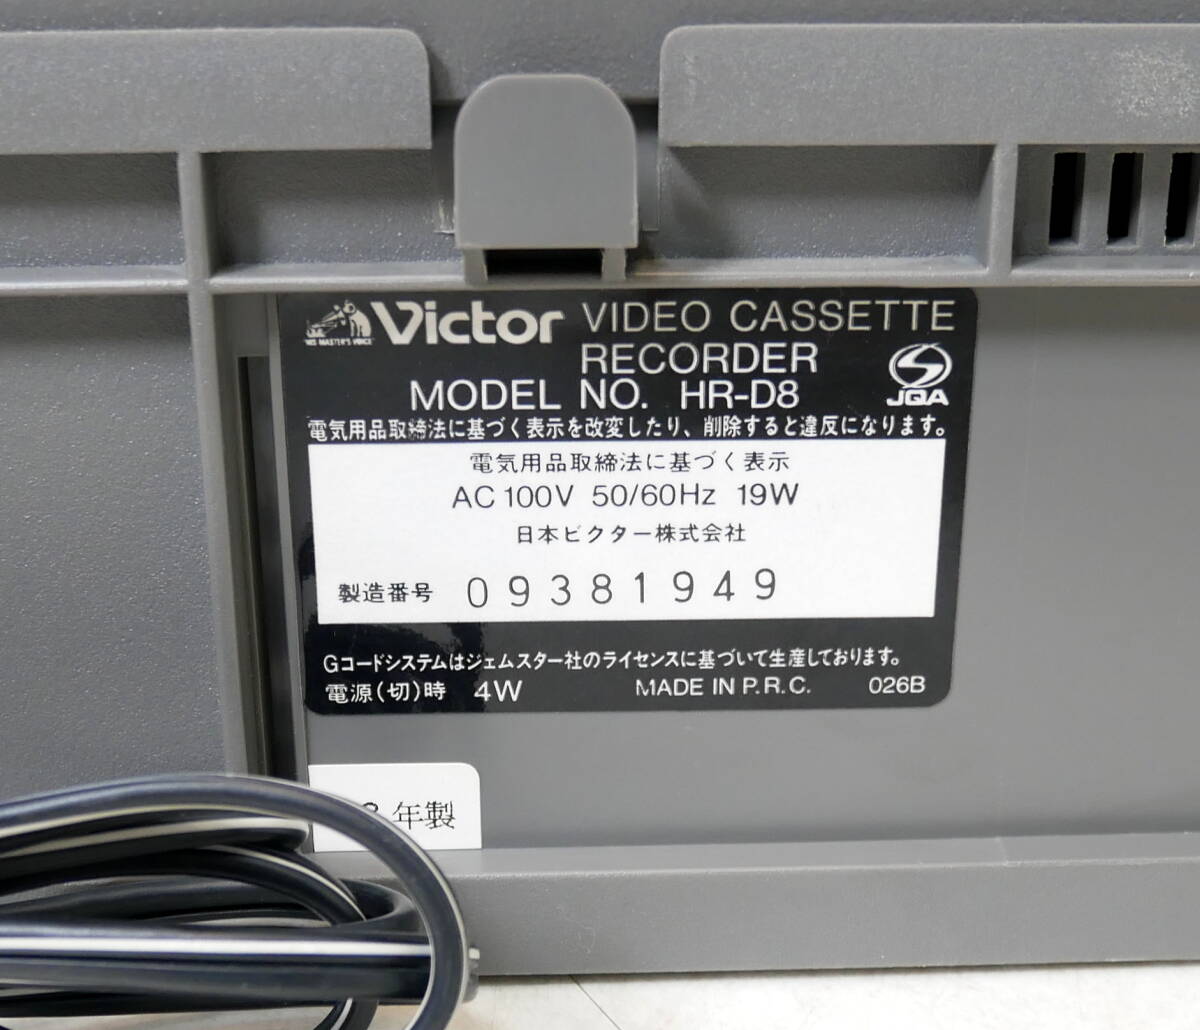 Victor VIDEO CASSETTE
"HIS MASTER'S VOICE"
RECORDER
MODEL NO. HR-D8
JQA
電気用品取締法に基づく表示を改変したり、削除すると違反になります。
電気用品取締法に基づく表示
AC 100V 50/60Hz 19W
日本ビクター株式会社
製造番号 09381949
Gコードシステムはジェムスター社のライセンスに基づいて生産しております。
電源(切)時 4W MADE IN P.R.C. 026B
年製